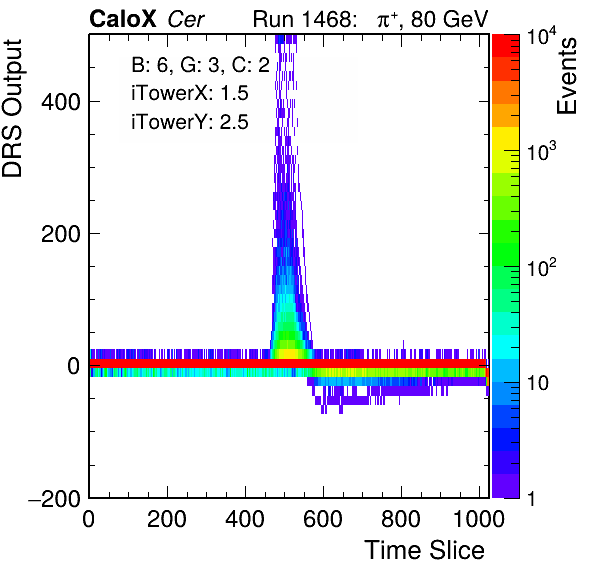 CaloX Cer Run 1468: π⁺, 80 GeV
B: 6, G: 3, C: 2
iTowerX: 1.5
iTowerY: 2.5
DRS Output
400
200
0
−200
0 200 400 600 800 1000
Time Slice
Events
10⁴
10³
10²
10
1